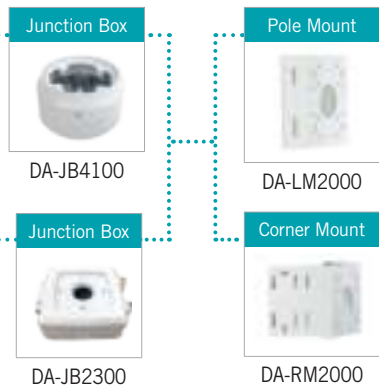 Junction Box
Pole Mount
DA-JB4100
DA-LM2000
Junction Box
Corner Mount
DA-JB2300
DA-RM2000